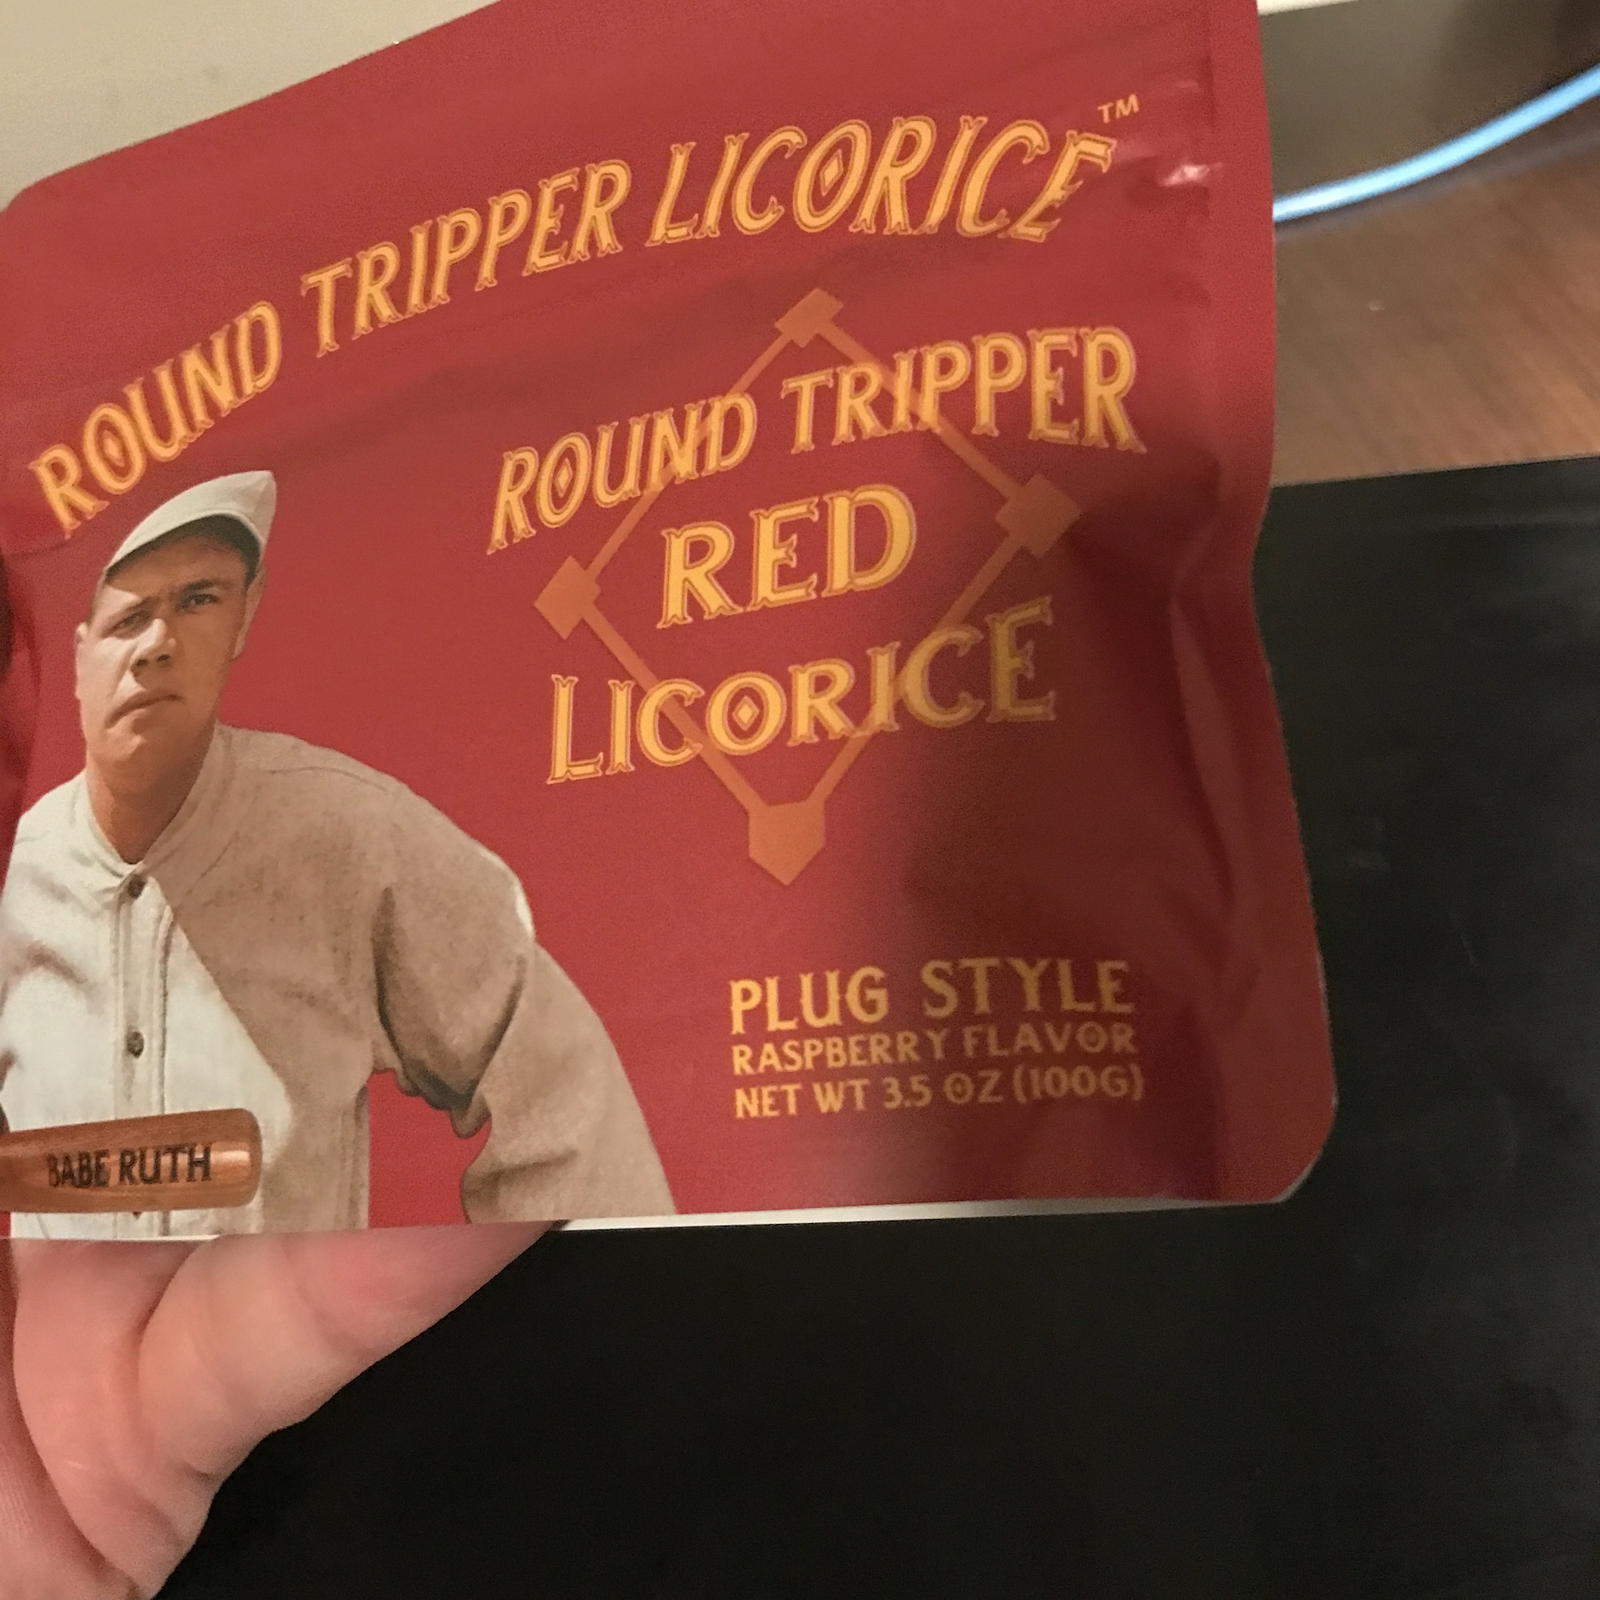 ROUND TRIPPER LICORICE™
ROUND TRIPPER
RED
LICORICE
PLUG STYLE
RASPBERRY FLAVOR
NET WT 3.5 OZ (100G)
BABE RUTH